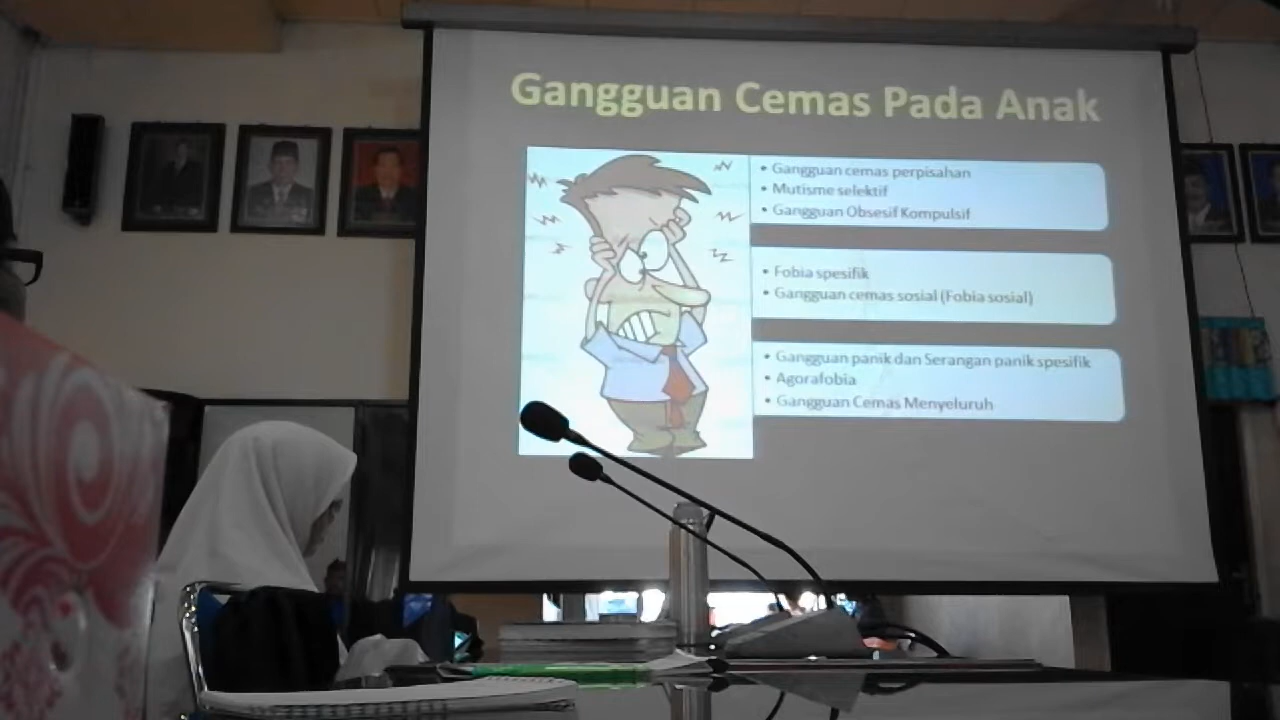 Gangguan Cemas Pada Anak
• Gangguan cemas perpisahan
• Mutisme selektif
• Gangguan Obsesif Kompulsif
• Fobia spesifik
• Gangguan cemas sosial (Fobia sosial)
• Gangguan panik dan Serangan panik spesifik
• Agorafobia
• Gangguan Cemas Menyeluruh